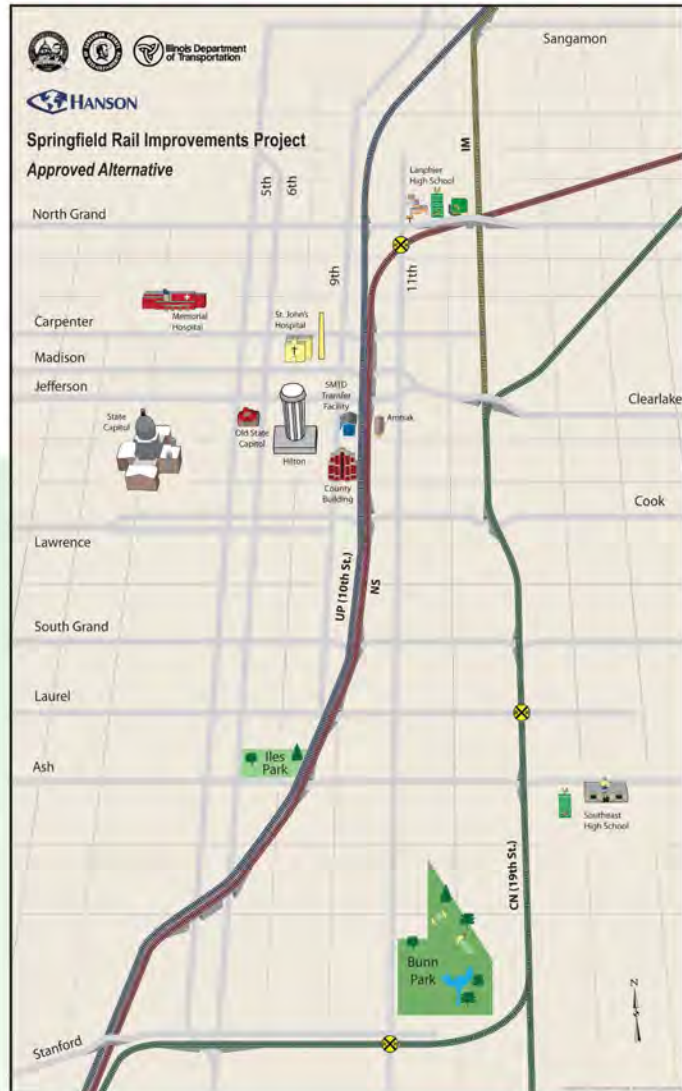 Illinois Department
of Transportation
HANSON
Springfield Rail Improvements Project
Approved Alternative
Sangamon
IM
5th
6th
Lanphier
High School
North Grand
9th
11th
Memorial
Hospital
St. John's
Hospital
Carpenter
Madison
Jefferson
SMTD
Transfer
Facility
Clearlake
State
Capitol
Old State
Capitol
Hilton
Amtrak
County
Building
Cook
Lawrence
UP (10th St.)
NS
South Grand
Laurel
Iles
Park
Ash
Southeast
High School
CN (19th St.)
Bunn
Park
N
Stanford